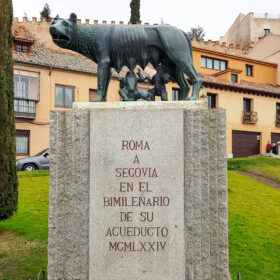 ROMA
A
SEGOVIA
EN EL
BIMILENARIO
DE SU
ACUEDUCTO
MCMLXXIV